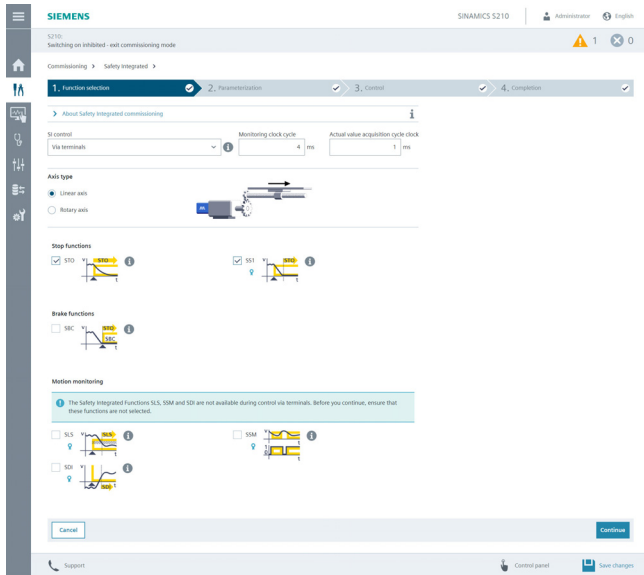 SIEMENS
SINAMICS S210
Administrator
English
S210:
Switching on inhibited - exit commissioning mode
1
0
Commissioning > Safety Integrated >
1. Function selection
2. Parameterization
3. Control
4. Completion
> About Safety Integrated commissioning
SI control
Monitoring clock cycle
Actual value acquisition cycle clock
Via terminals
4 ms
1 ms
Axis type
Linear axis
Rotary axis
m
Stop functions
STO
v STO t
SS1
v STO t
Brake functions
SBC
v STO SBC t
Motion monitoring
The Safety Integrated Functions SLS, SSM and SDI are not available during control via terminals. Before you continue, ensure that
these functions are not selected.
SLS
v SLS t
SSM
v
1
0 t
SDI
v SDI t
Cancel
Continue
Support
Control panel
Save changes